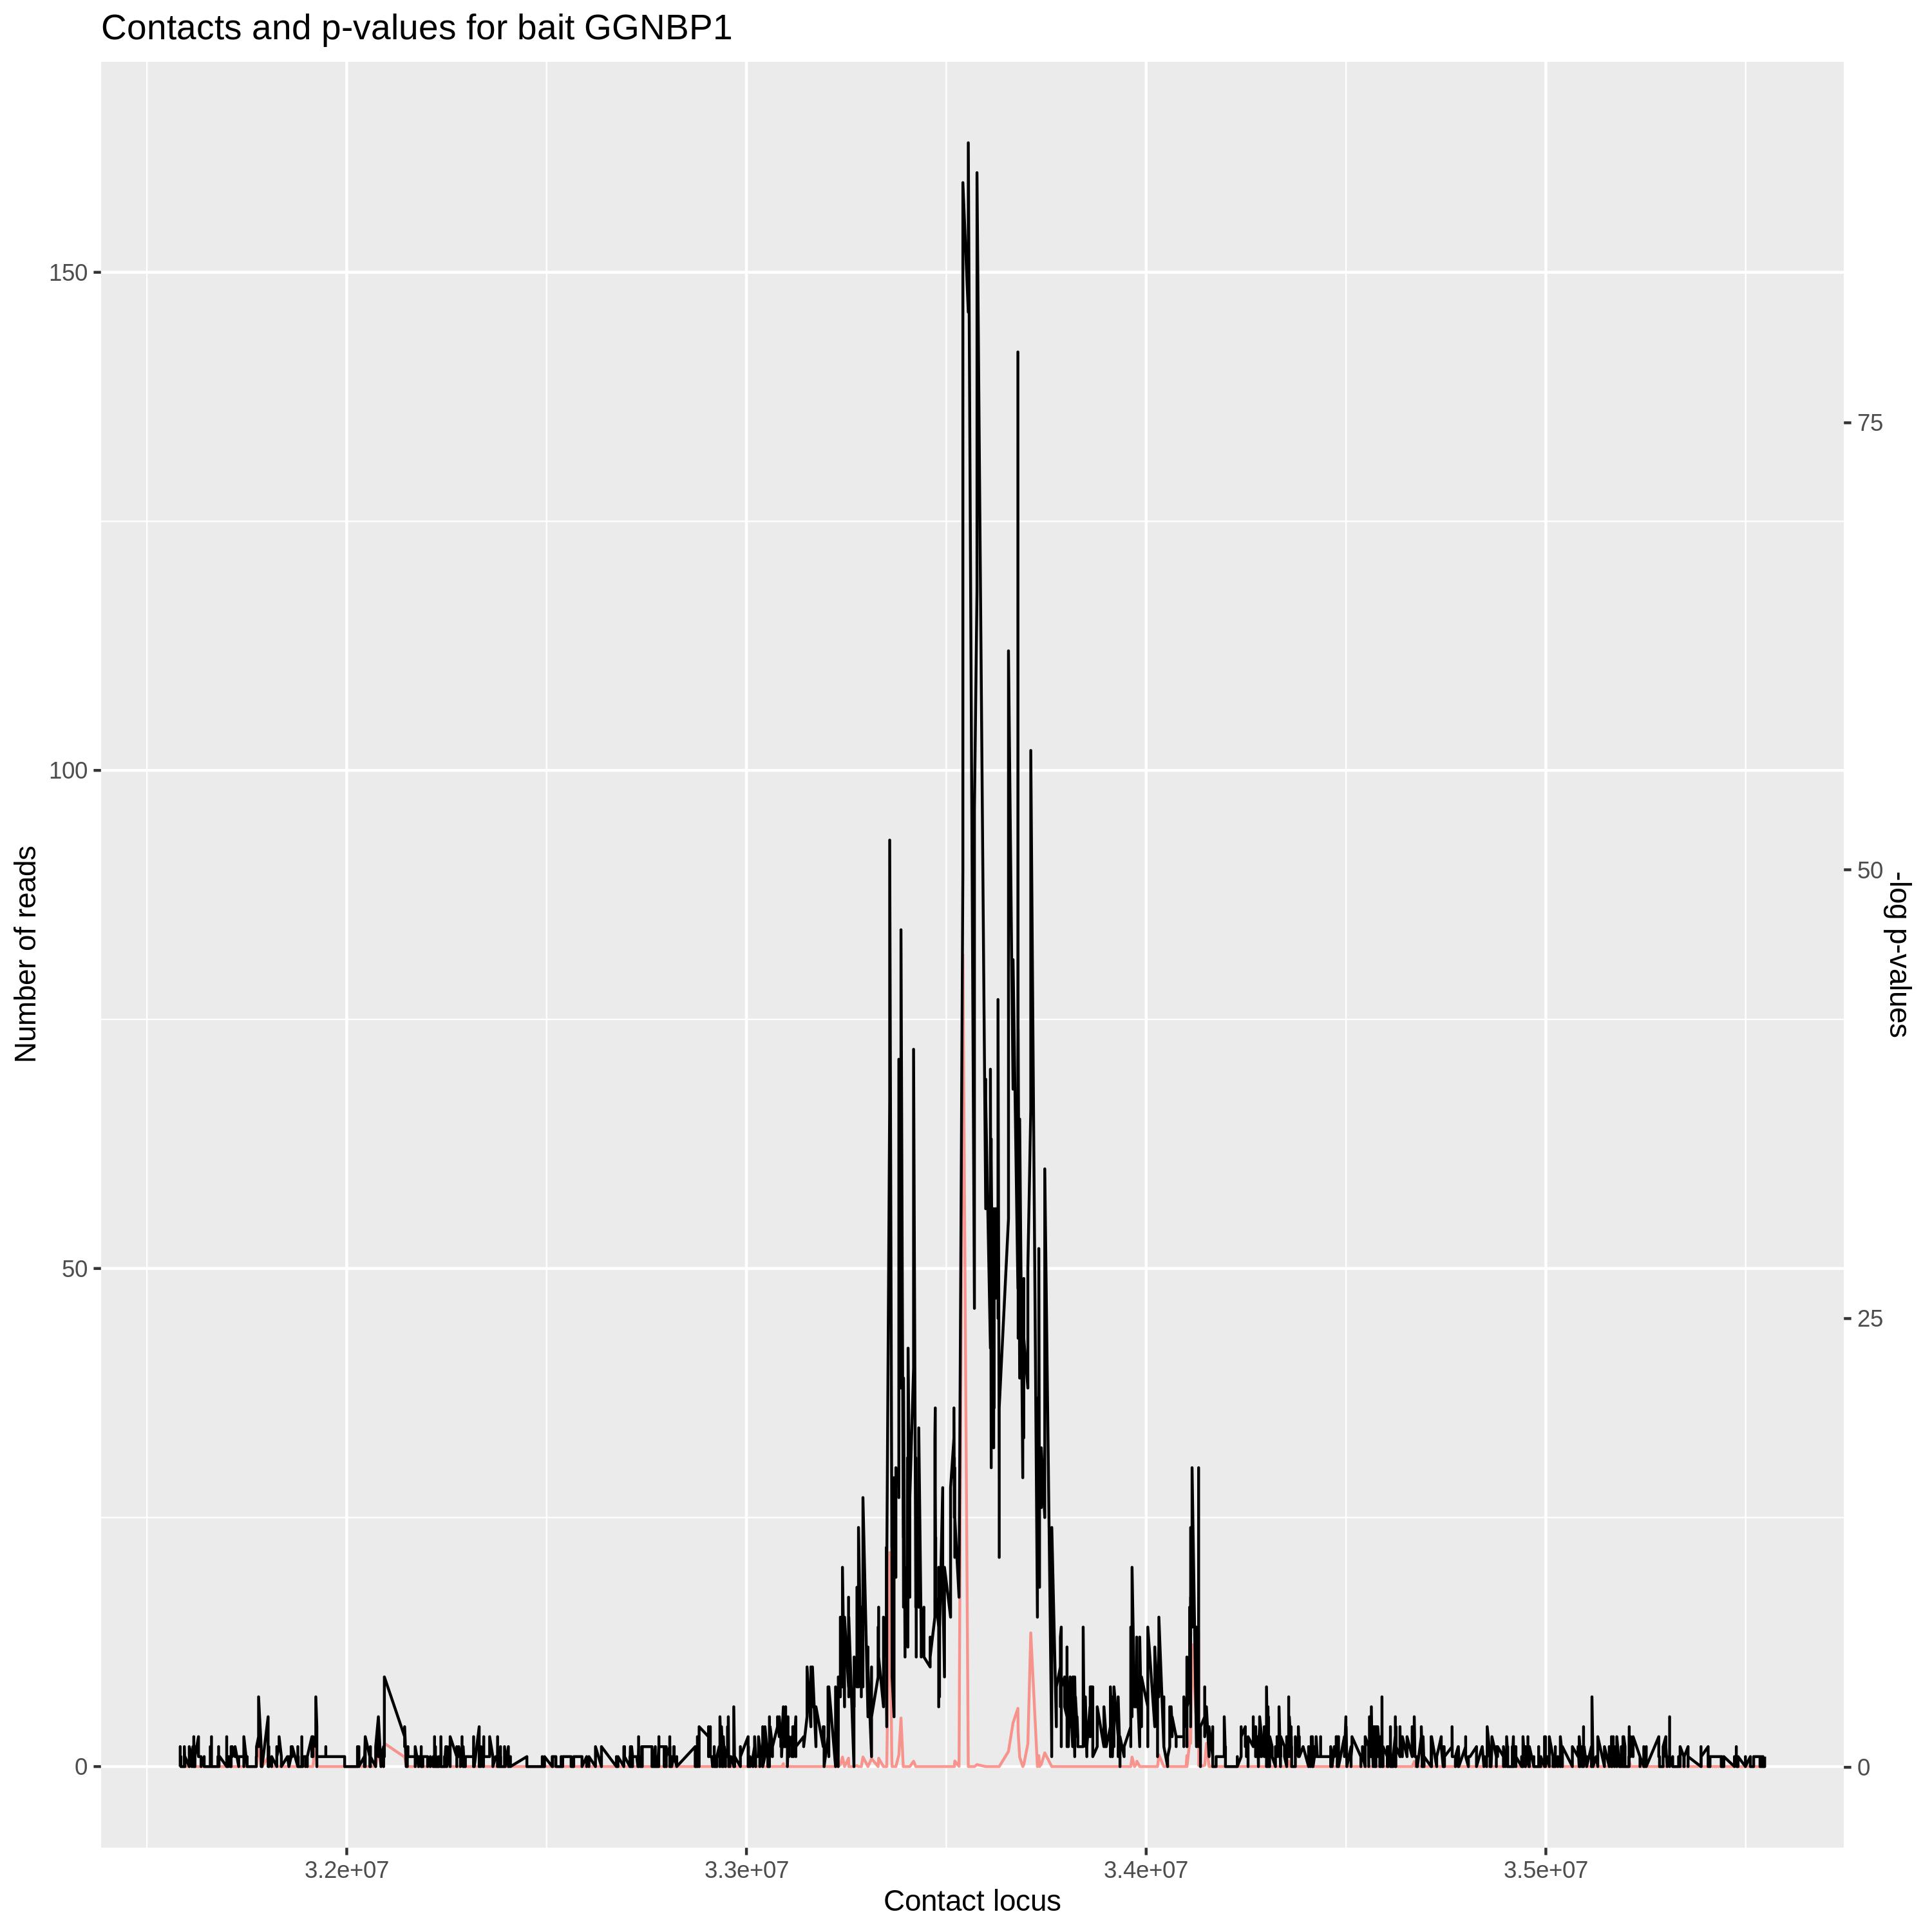 Contacts and p-values for bait GGNBP1
150
100
50
0
Number of reads
75
50
25
0
-log p-values
3.2e+07
3.3e+07
3.4e+07
3.5e+07
Contact locus